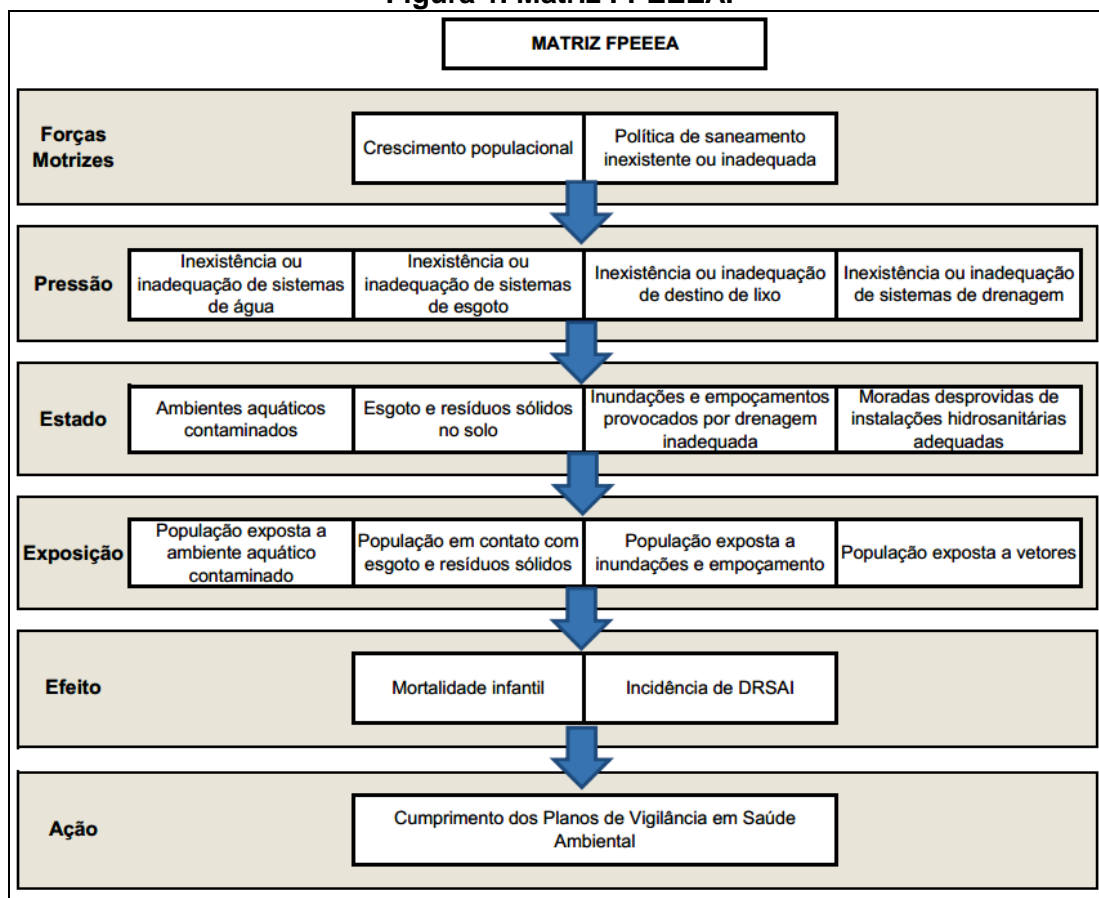 Figura 1. Matriz FPEEEA.
MATRIZ FPEEEA
Forças
Motrizes
Crescimento populacional
Política de saneamento
inexistente ou inadequada
Pressão
Inexistência ou
inadequação de sistemas
de água
Inexistência ou
inadequação de sistemas
de esgoto
Inexistência ou inadequação
de destino de lixo
Inexistência ou inadequação
de sistemas de drenagem
Estado
Ambientes aquáticos
contaminados
Esgoto e resíduos sólidos
no solo
Inundações e empoçamentos
provocados por drenagem
inadequada
Moradas desprovidas de
instalações hidrosanitárias
adequadas
Exposição
População exposta a
ambiente aquático
contaminado
População em contato com
esgoto e resíduos sólidos
População exposta a
inundações e empoçamento
População exposta a vetores
Efeito
Mortalidade infantil
Incidência de DRSAI
Ação
Cumprimento dos Planos de Vigilância em Saúde
Ambiental